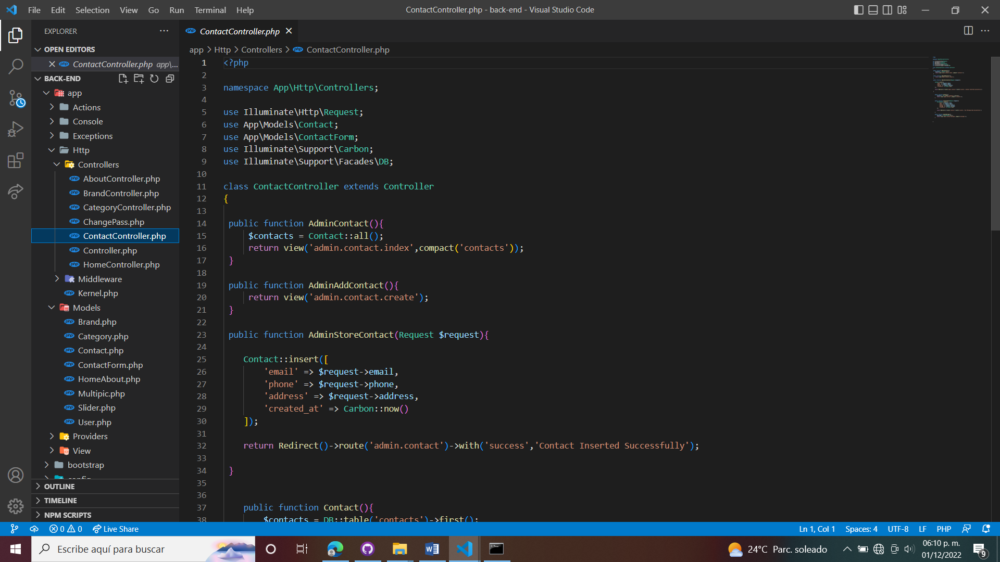 File Edit Selection View Go Run Terminal Help
ContactController.php - back-end - Visual Studio Code
EXPLORER
OPEN EDITORS
ContactController.php app\...
BACK-END
app
Actions
Console
Exceptions
Http
Controllers
AboutController.php
BrandController.php
CategoryController.php
ChangePass.php
ContactController.php
Controller.php
HomeController.php
Middleware
Kernel.php
Models
Brand.php
Category.php
Contact.php
ContactForm.php
HomeAbout.php
Multipic.php
Slider.php
User.php
Providers
View
bootstrap
config
OUTLINE
TIMELINE
NPM SCRIPTS
php ContactController.php
app > Http > Controllers > php ContactController.php
1 <?php
2
3 namespace App\Http\Controllers;
4
5 use Illuminate\Http\Request;
6 use App\Models\Contact;
7 use App\Models\ContactForm;
8 use Illuminate\Support\Carbon;
9 use Illuminate\Support\Facades\DB;
10
11 class ContactController extends Controller
12 {
13
14 public function AdminContact(){
15 $contacts = Contact::all();
16 return view('admin.contact.index',compact('contacts'));
17 }
18
19 public function AdminAddContact(){
20 return view('admin.contact.create');
21 }
22
23 public function AdminStoreContact(Request $request){
24
25 Contact::insert([
26 'email' => $request->email,
27 'phone' => $request->phone,
28 'address' => $request->address,
29 'created_at' => Carbon::now()
30 ]);
31
32 return Redirect()->route('admin.contact')->with('success','Contact Inserted Successfully');
33
34 }
35
36
37 public function Contact(){
38 $contacts = DB::table('contacts')->first();
0 0 Live Share
Ln 1, Col 1 Spaces: 4 UTF-8 LF PHP
Escribe aquí para buscar
24°C Parc. soleado
06:10 p. m.
01/12/2022
9